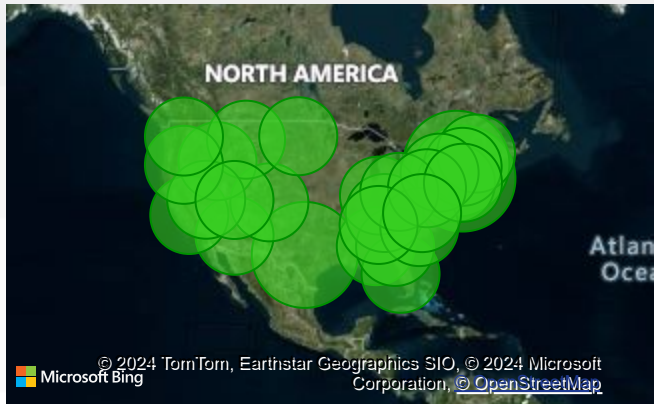 NORTH AMERICA
Atlan
Ocea
© 2024 TomTom, Earthstar Geographics SIO, © 2024 Microsoft
Corporation, © OpenStreetMap
Microsoft Bing